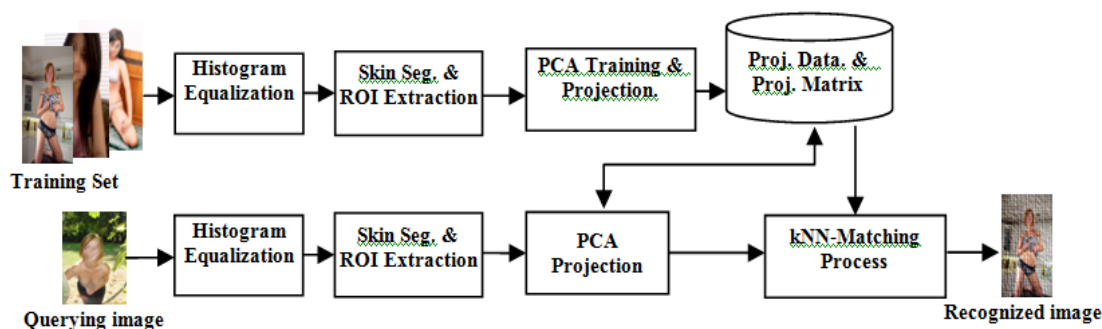 Histogram
Equalization
Skin Seg. &
ROI Extraction
PCA Training &
Projection.
Proj. Data. &
Proj. Matrix
Training Set
Histogram
Equalization
Skin Seg. &
ROI Extraction
PCA
Projection
kNN-Matching
Process
Querying image
Recognized image